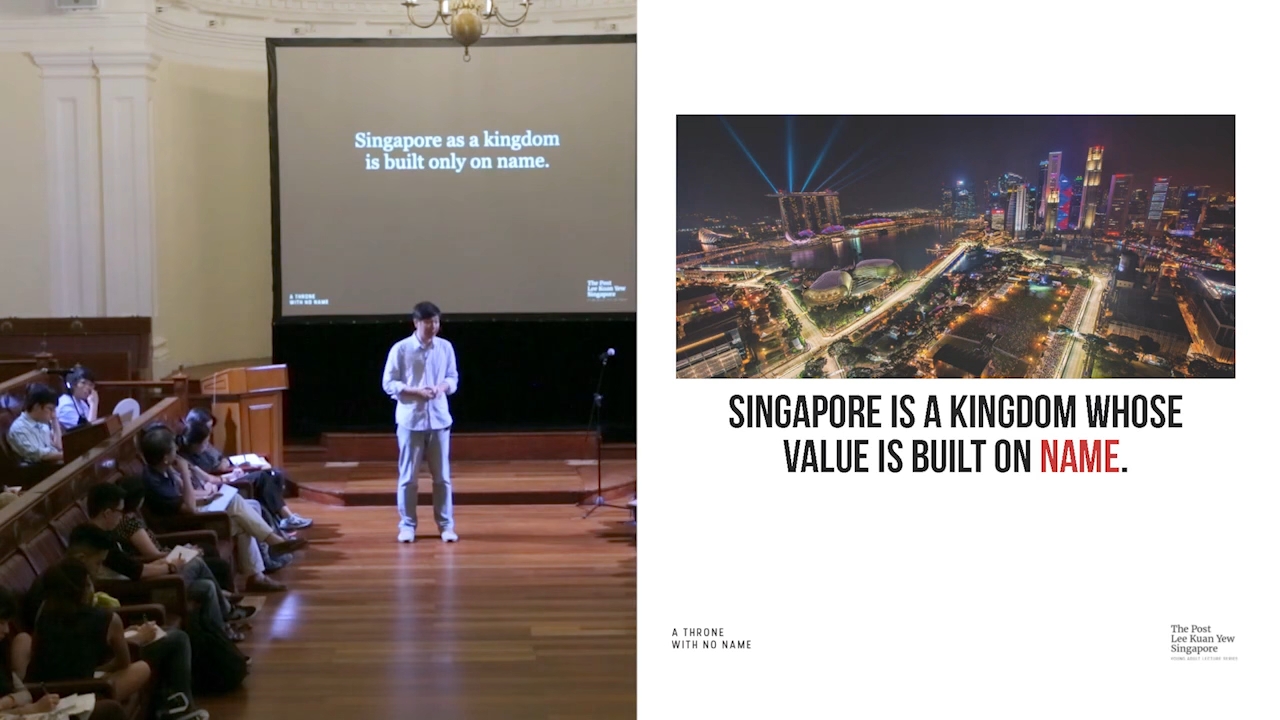 Singapore as a kingdom
is built only on name.
A THRONE
WITH NO NAME
The Post
Lee Kuan Yew
Singapore
SINGAPORE IS A KINGDOM WHOSE
VALUE IS BUILT ON NAME.
A THRONE
WITH NO NAME
The Post
Lee Kuan Yew
Singapore